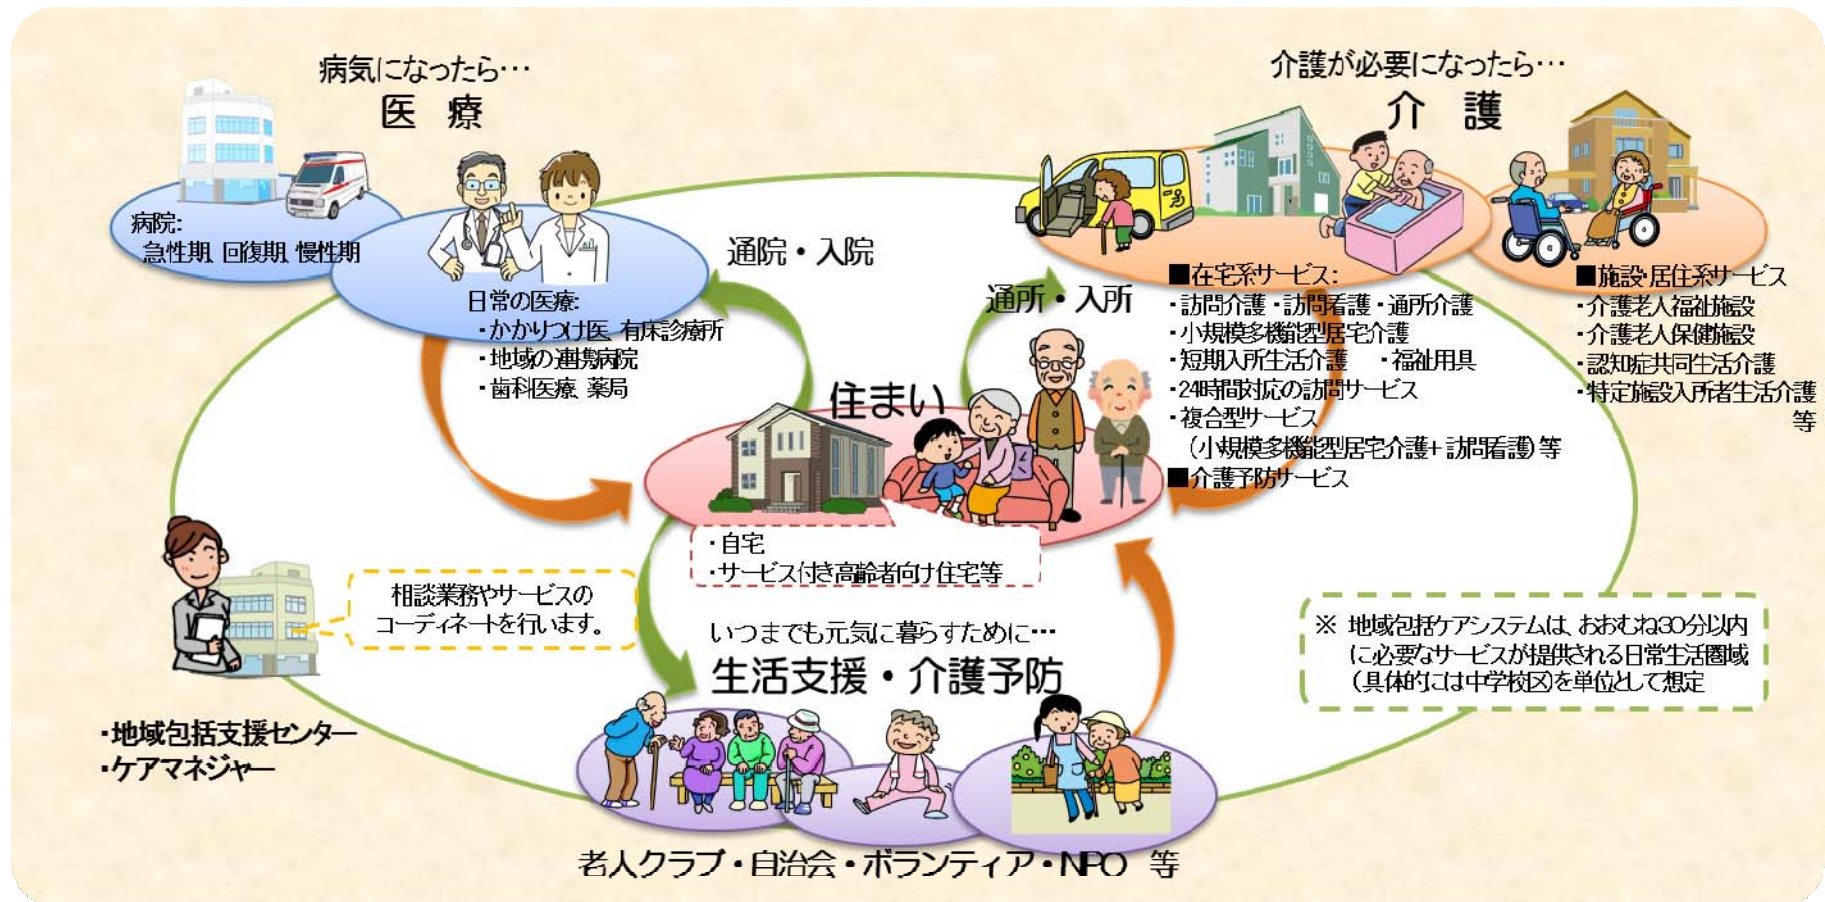 病気になったら…
医 療
病院:
急性期、回復期、慢性期
日常の医療:
・かかりつけ医、有床診療所
・地域の連携病院
・歯科医療、薬局
通院・入院
介護が必要になったら…
介 護
通所・入所
■在宅系サービス:
・訪問介護・訪問看護・通所介護
・小規模多機能型居宅介護
・短期入所生活介護 ・福祉用具
・24時間対応の訪問サービス
・複合型サービス
(小規模多機能型居宅介護+訪問看護)等
■介護予防サービス
■施設・居住系サービス
・介護老人福祉施設
・介護老人保健施設
・認知症共同生活介護
・特定施設入所者生活介護
等
住まい
・自宅
・サービス付き高齢者向け住宅等
相談業務やサービスの
コーディネートを行います。
・地域包括支援センター
・ケアマネジャー
いつまでも元気に暮らすために…
生活支援・介護予防
老人クラブ・自治会・ボランティア・NPO 等
※ 地域包括ケアシステムは、おおむね30分以内
に必要なサービスが提供される日常生活圏域
(具体的には中学校区)を単位として想定